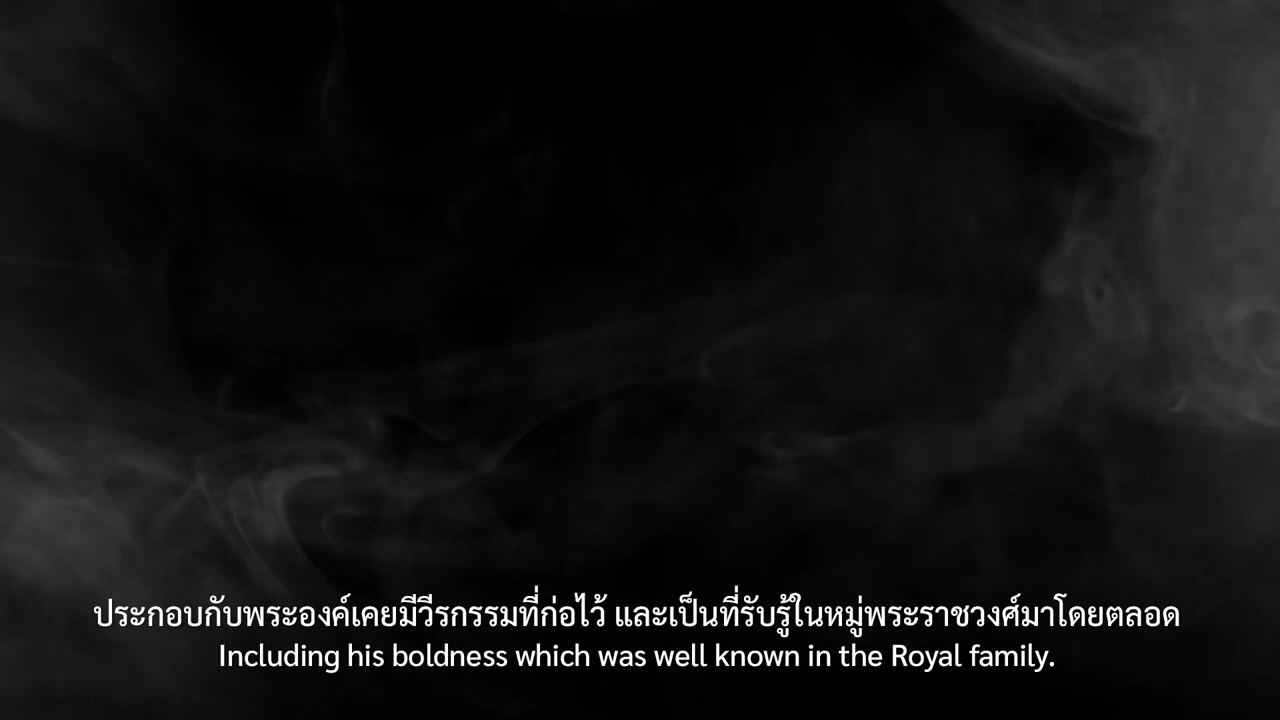 ประกอบกับพระองค์เคยมีวีรกรรมที่ก่อไว้ และเป็นที่รับรู้ในหมู่พระราชวงศ์มาโดยตลอด
Including his boldness which was well known in the Royal family.